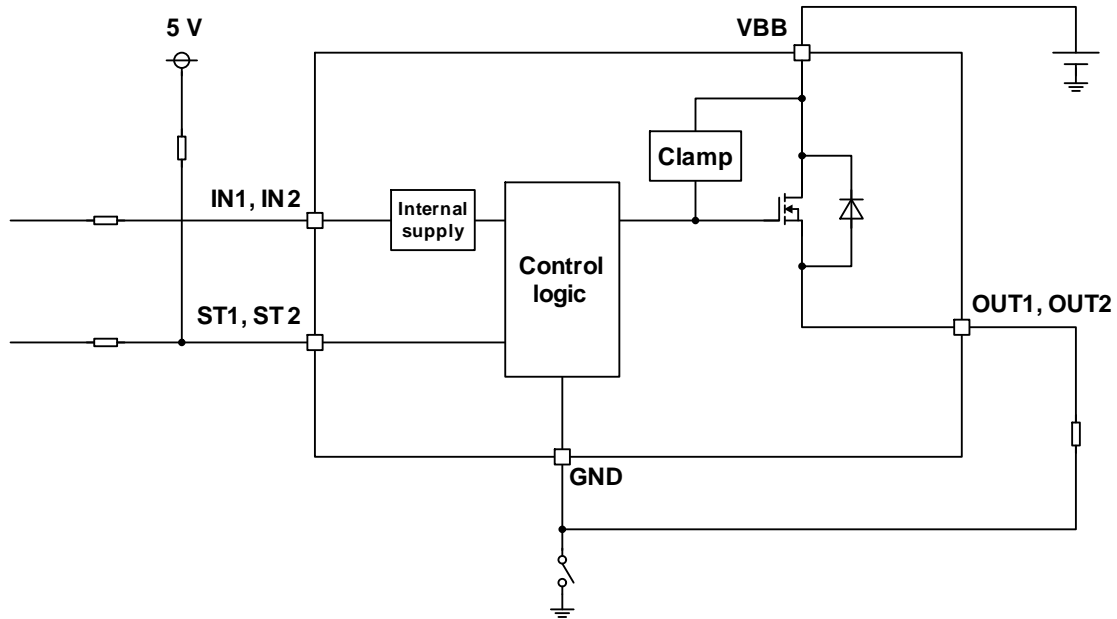 5 V
VBB
Clamp
IN1, IN2
Internal
supply
Control
logic
ST1, ST2
OUT1, OUT2
GND